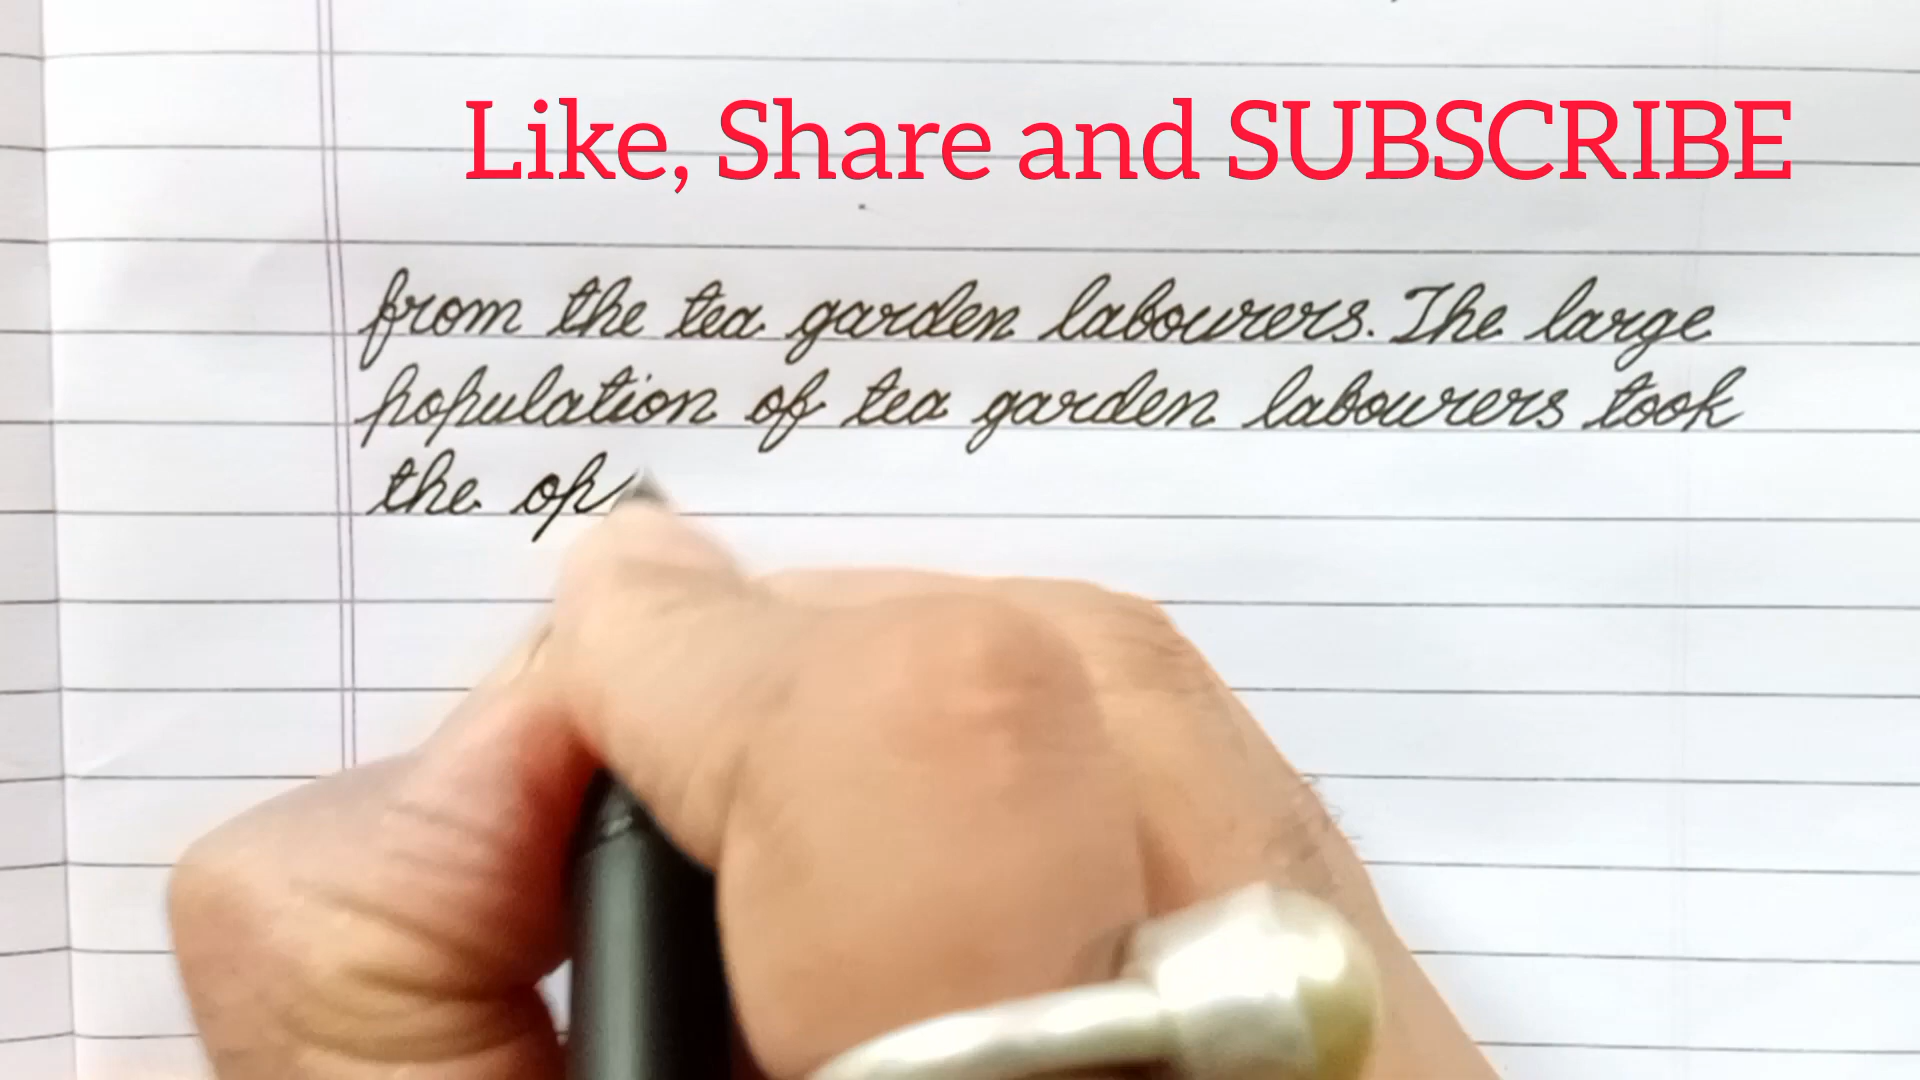 Like, Share and SUBSCRIBE
from the tea garden labourers. The large
population of tea garden labourers took
the op